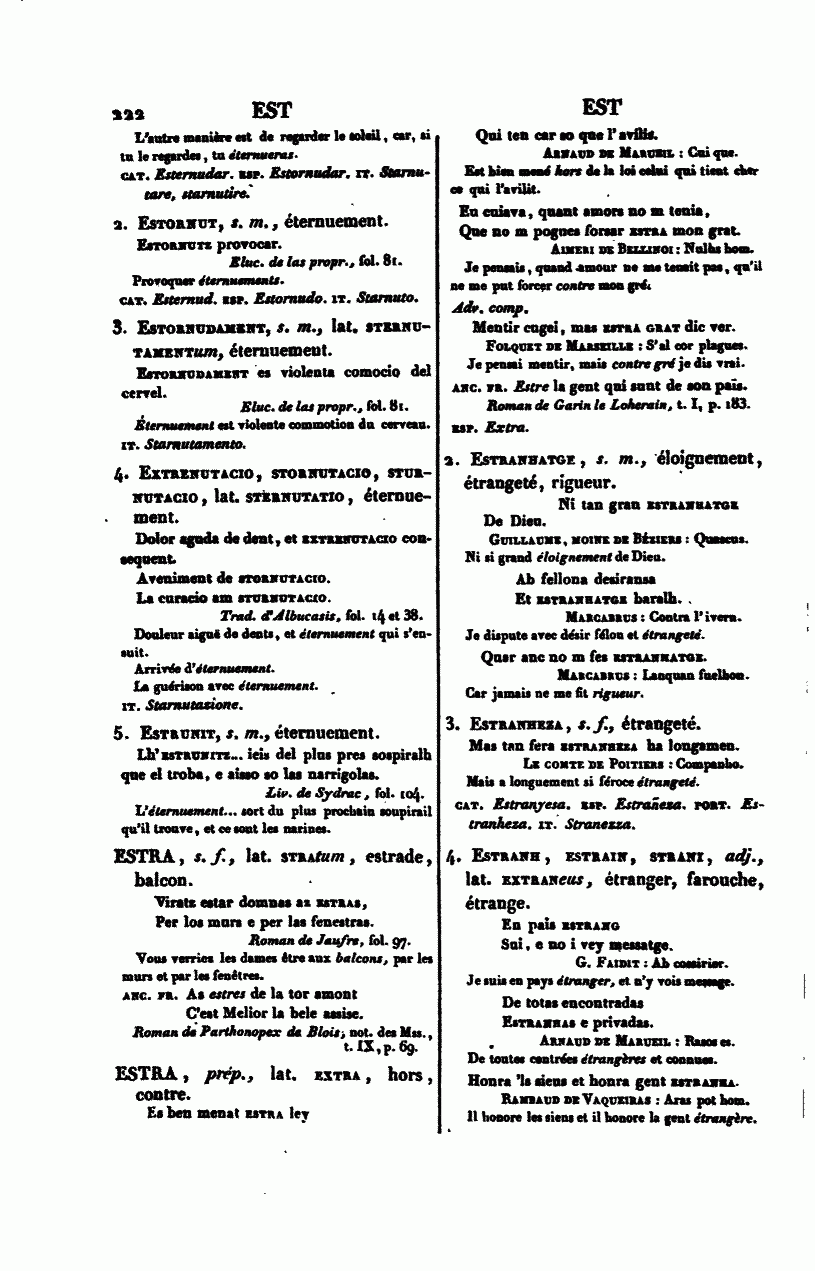 222 EST
L'autre manière est de regarder le soleil, car, si
tu le regardes, tu éternueras.
CAT. Esternudar. ESP. Estornudar. IT. Starnu-
tare, starnutire.
2. ESTORNUT, s. m., éternuement.
ESTORNUTZ provocar.
Eluc. de las propr., fol. 81.
Provoquer éternuements.
CAT. Esternud. ESP. Estornudo. IT. Starnuto.
3. ESTORNUDAMENT, s. m., lat. STERNU-
TAMENTum, éternuement.
ESTORNUDAMENT es violenta comocio del
cervel.
Eluc. de las propr., fol. 81.
Éternuement est violente commotion du cerveau.
IT. Starnutamento.
4. EXTRENUTACIO, STORNUTACIO, STUR-
NUTACIO, lat. STERNUTATIO, éternue-
ment.
Dolor aguda de dent, et EXTRENUTACIO con-
sequent.
Aveniment de STORNUTACIO.
La curacio am STURNUTACIO.
Trad. d'Albucasis, fol. 14 et 38.
Douleur aiguë de dents, et éternuement qui s'en-
suit.
Arrivée d'éternuement.
La guérison avec éternuement.
IT. Starnutazione.
5. ESTRUNIT, s. m., éternuement.
Lh' ESTRUNITZ... ieis del plus pres sospiralh
que el troba, e aisso so las narrigolas.
Liv. de Sydrac, fol. 104.
L'éternuement... sort du plus prochain soupirail
qu'il trouve, et ce sont les narines.
ESTRA, s. f., lat. STRAtum, estrade,
balcon.
Viratz estar domnas az ESTRAS,
Per los murs e per las fenestras.
Roman de Jaufre, fol. 97.
Vous verriez les dames être aux balcons, par les
murs et par les fenêtres.
ANC. FR. As estres de la tor amont
C'est Melior la bele assise.
Roman de Parthonopex de Blois, not. des Mss.,
t. IX, p. 69.
ESTRA, prép., lat. EXTRA, hors,
contre.
Es ben menat ESTRA ley
EST
Qui ten car so que l'avilis.
ARNAUD DE MARUEIL : Cui que.
Est bien mené hors de la loi celui qui tient cher
ce qui l'avilit.
Eu cuiava, quant amors no m tenia,
Que no m pogues forsar ESTRA mon grat.
AIMERI DE BELLINOI : Nulhs hom.
Je pensais, quand amour ne me tenait pas, qu'il
ne me put forcer contre mon gré.
Adv. comp.
Mentir cugei, mas ESTRA GRAT dic ver.
FOLQUET DE MARSEILLE : S'al cor plagues.
Je pensai mentir, mais contre gré je dis vrai.
ANC. FR. Estre la gent qui sunt de son païs.
Roman de Garin le Loherain, t. I, p. 183.
ESP. Extra.
2. ESTRANHATGE, s. m., éloignement,
étrangeté, rigueur.
Ni tan gran ESTRANHATGE
De Dieu.
GUILLAUME, MOINE DE BÉZIERS : Quascus.
Ni si grand éloignement de Dieu.
Ab fellona desiransa
Et ESTRANHATGE baralh.
MARCABRUS : Contra l'ivern.
Je dispute avec désir félon et étrangeté.
Quar anc no m fes ESTRANHATGE.
MARCABRUS : Lanquan fuelhon.
Car jamais ne me fit rigueur.
3. ESTRANHEZA, s. f., étrangeté.
Mas tan fera ESTRANHEZA ha longamen.
LE COMTE DE POITIERS : Companho.
Mais a longuement si féroce étrangeté.
CAT. Estranyesa. ESP. Estrañeza. PORT. Es-
tranheza. IT. Stranezza.
4. ESTRANH, ESTRAIN, STRANI, adj.,
lat. EXTRANeus, étranger, farouche,
étrange.
En pais ESTRANG
Sui, e no i vey messatge.
G. FAIDIT : Ab cossirier.
Je suis en pays étranger, et n'y vois message.
De totas encontradas
ESTRANHAS e privadas.
ARNAUD DE MARUEIL : Rasos es.
De toutes contrées étrangères et connues.
Honra 'ls siens et honra gent ESTRANHA.
RAMBAUD DE VAQUEIRAS : Aras pot hom.
Il honore les siens et il honore la gent étrangère.